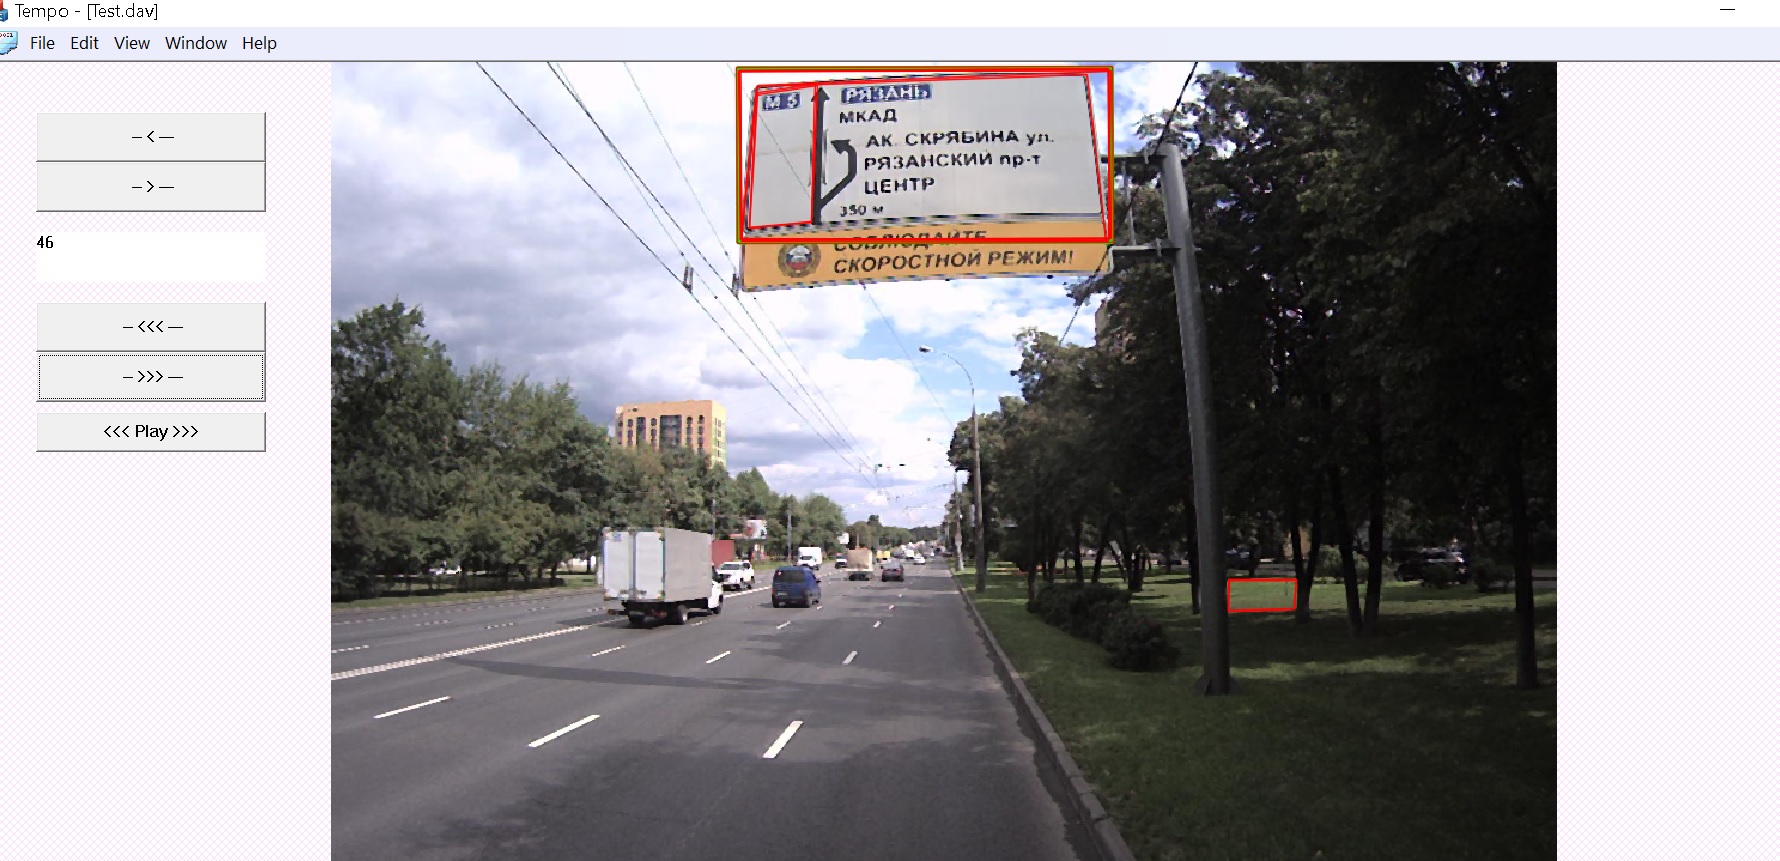 Tempo - [Test.dav]
File Edit View Window Help
– < –
– > –
46
– <<< –
– >>> –
<<< Play >>>
М 5
РЯЗАНЬ
МКАД
АК. СКРЯБИНА ул.
РЯЗАНСКИЙ пр-т
ЦЕНТР
350 м
СОБЛЮДАЙТЕ
СКОРОСТНОЙ РЕЖИМ!